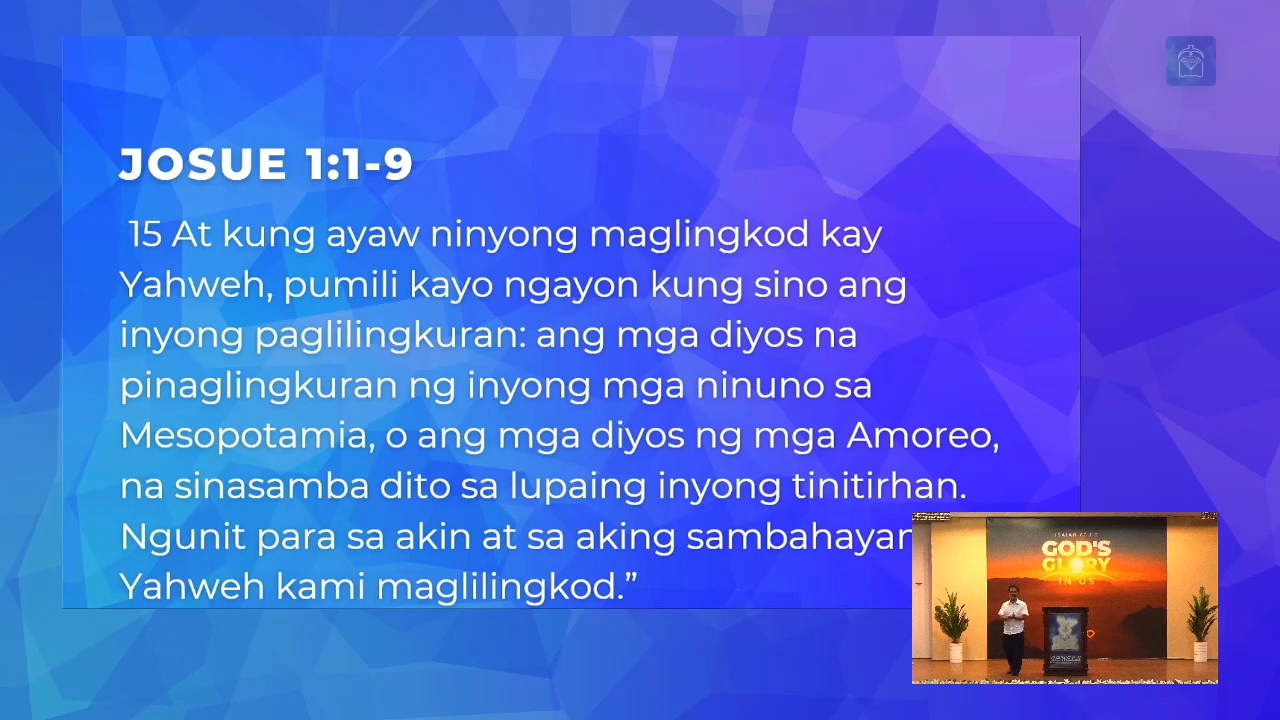 JOSUE 1:1-9
15 At kung ayaw ninyong maglingkod kay
Yahweh, pumili kayo ngayon kung sino ang
inyong paglilingkuran: ang mga diyos na
pinaglingkuran ng inyong mga ninuno sa
Mesopotamia, o ang mga diyos ng mga Amoreo,
na sinasamba dito sa lupaing inyong tinitirhan.
Ngunit para sa akin at sa aking
Yahweh kami maglilingkod.”
GOD'S
GLORY
IN US
JEWELS